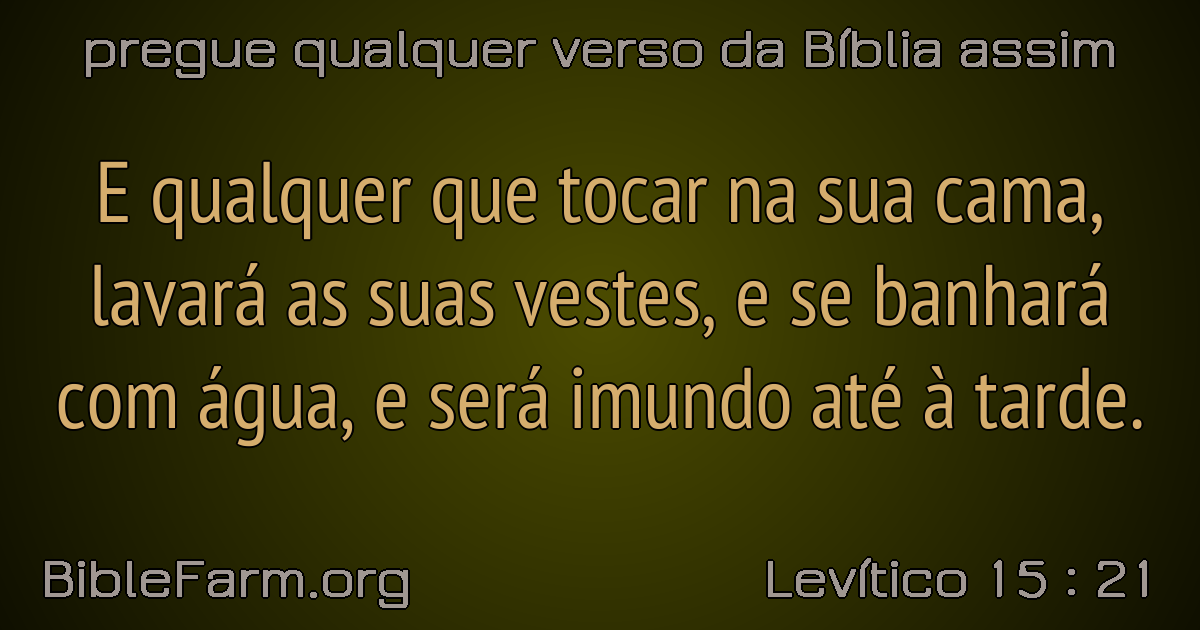 pregue qualquer verso da Bíblia assim
E qualquer que tocar na sua cama,
lavará as suas vestes, e se banhará
com água, e será imundo até à tarde.
BibleFarm.org
Levítico 15 : 21